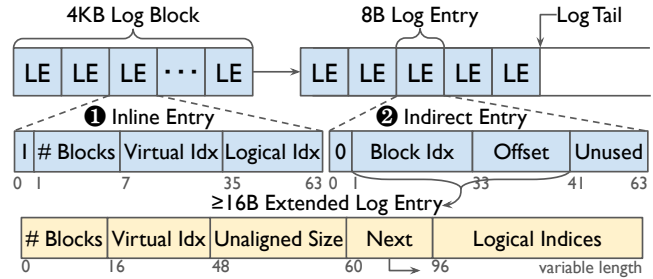 4KB Log Block 8B Log Entry Log Tail
LE LE LE ··· LE LE LE LE LE LE
❶ Inline Entry ❷ Indirect Entry
1 # Blocks Virtual Idx Logical Idx 0 Block Idx Offset Unused
0 1 7 35 63 0 1 33 41 63
≥16B Extended Log Entry
# Blocks Virtual Idx Unaligned Size Next Logical Indices
0 16 48 60 96 variable length